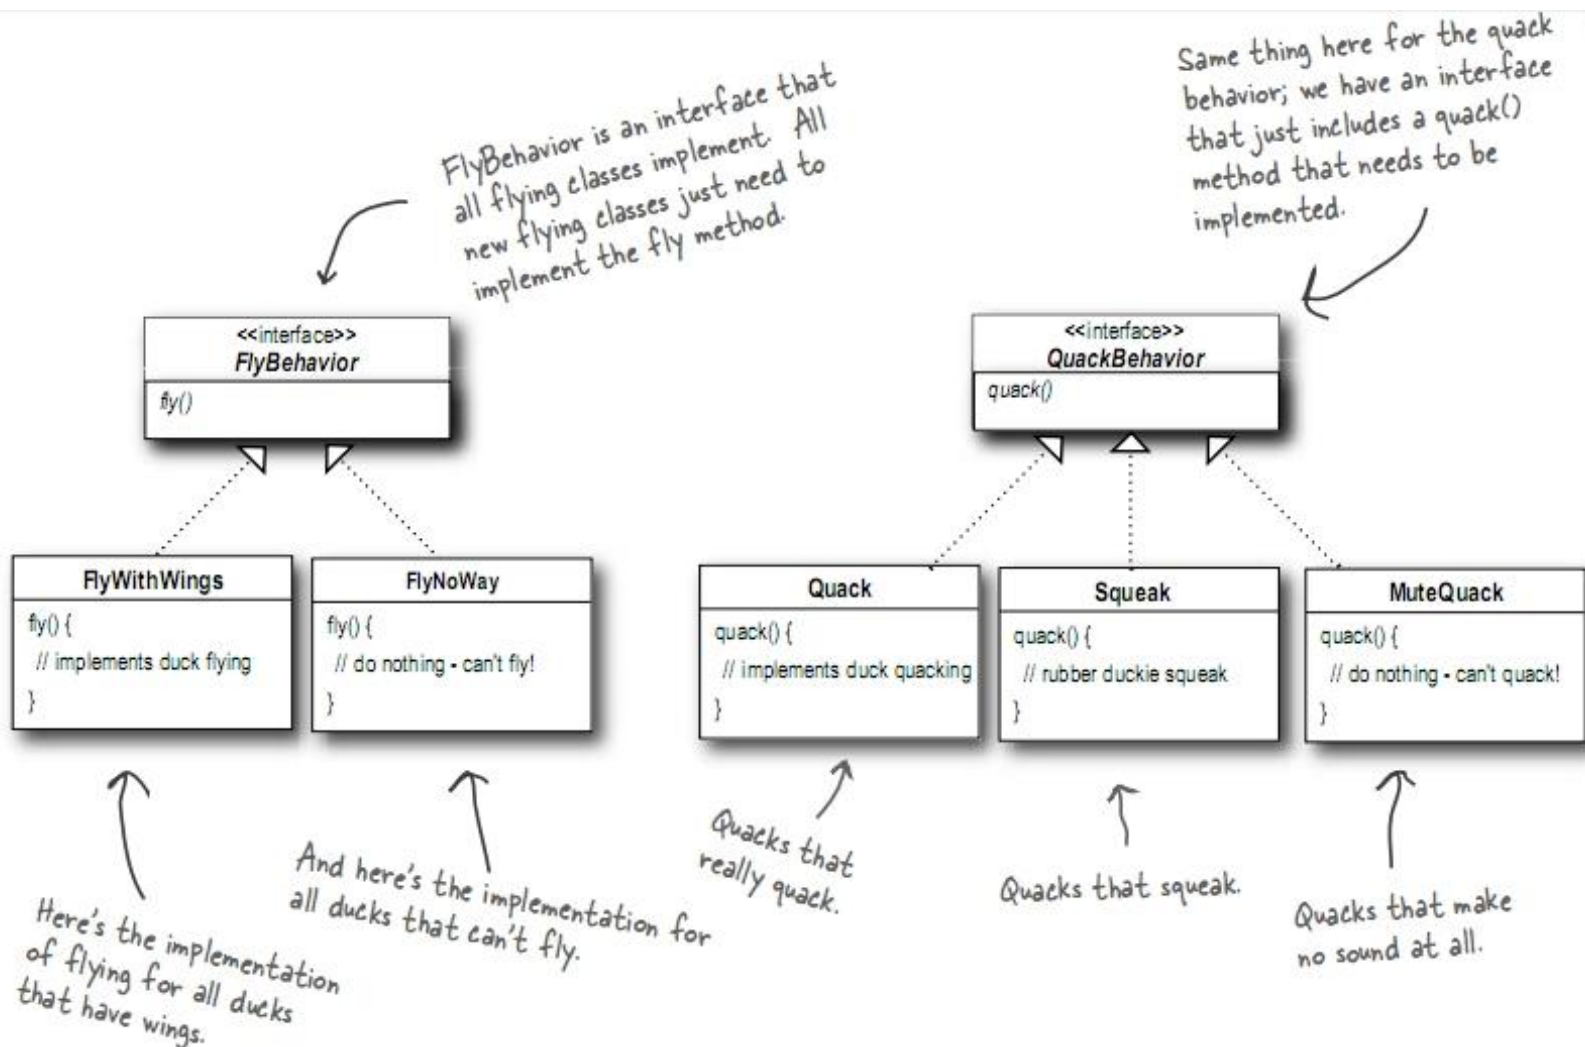 FlyBehavior is an interface that
all flying classes implement. All
new flying classes just need to
implement the fly method.
Same thing here for the quack
behavior; we have an interface
that just includes a quack()
method that needs to be
implemented.
<<interface>>
FlyBehavior
fly()
<<interface>>
QuackBehavior
quack()
FlyWithWings
fly() {
// implements duck flying
}
FlyNoWay
fly() {
// do nothing - can't fly!
}
Quack
quack() {
// implements duck quacking
}
Squeak
quack() {
// rubber duckie squeak
}
MuteQuack
quack() {
// do nothing - can't quack!
}
Here's the implementation
of flying for all ducks
that have wings.
And here's the implementation for
all ducks that can't fly.
Quacks that
really quack.
Quacks that squeak.
Quacks that make
no sound at all.